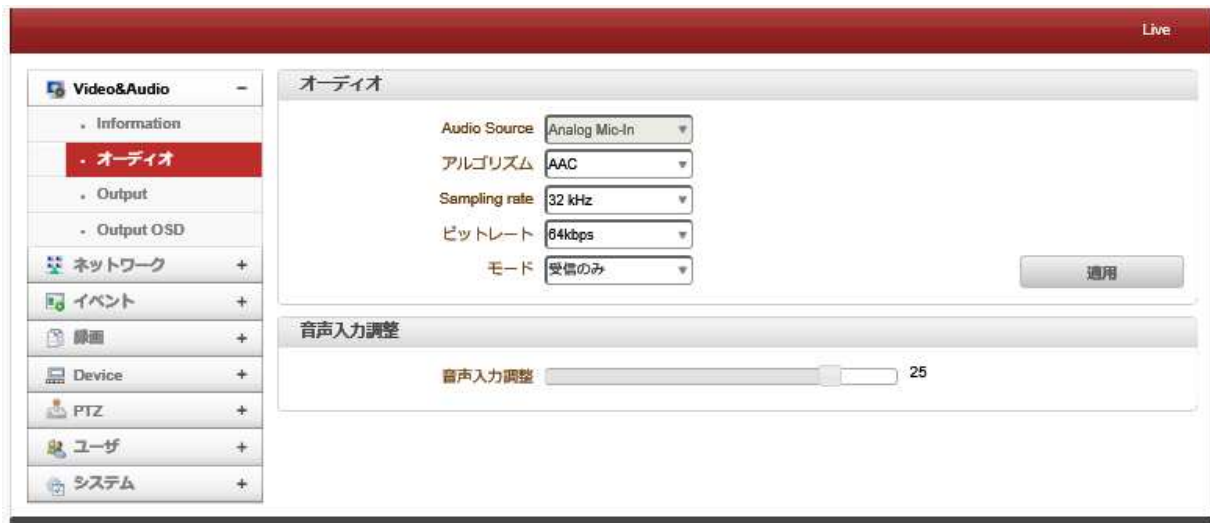 Live
Video&Audio −
. Information
. オーディオ
. Output
. Output OSD
ネットワーク +
イベント +
録画 +
Device +
PTZ +
ユーザ +
システム +
オーディオ
Audio Source Analog Mic-In
アルゴリズム AAC
Sampling rate 32 kHz
ビットレート 64kbps
モード 受信のみ
適用
音声入力調整
音声入力調整 25